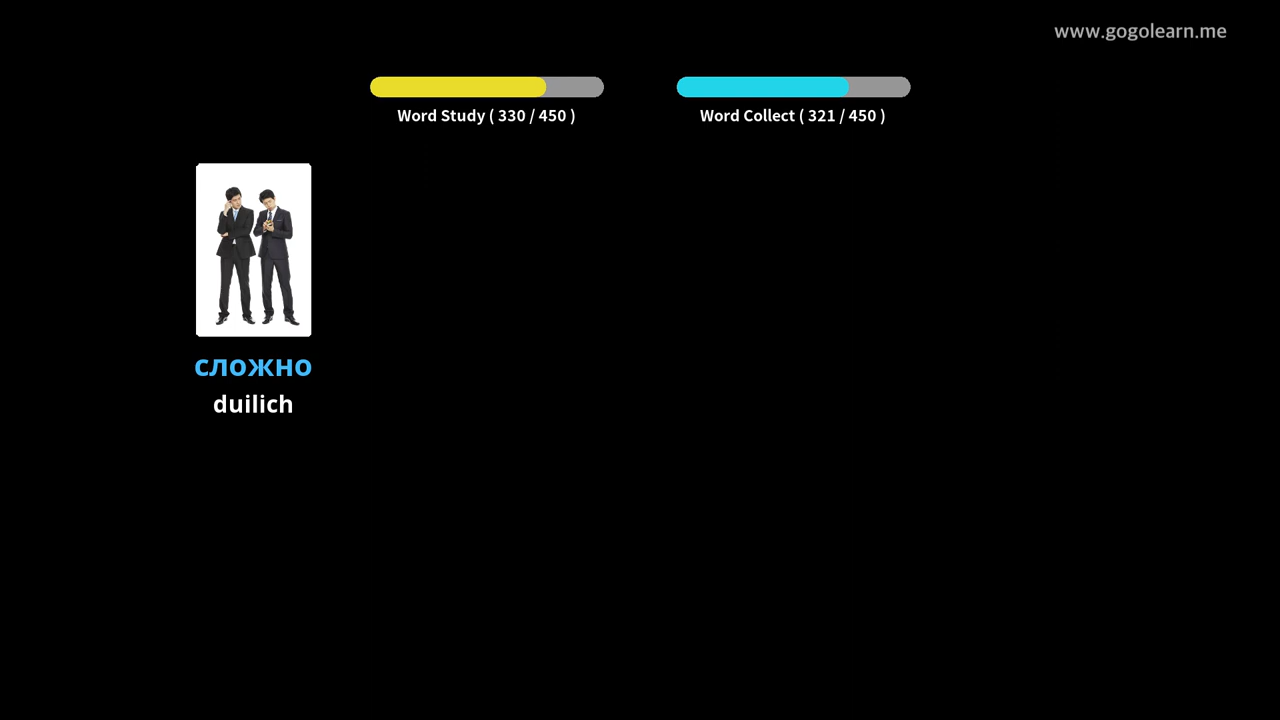 www.gogolearn.me
Word Study ( 330 / 450 )
Word Collect ( 321 / 450 )
сложно
duilich